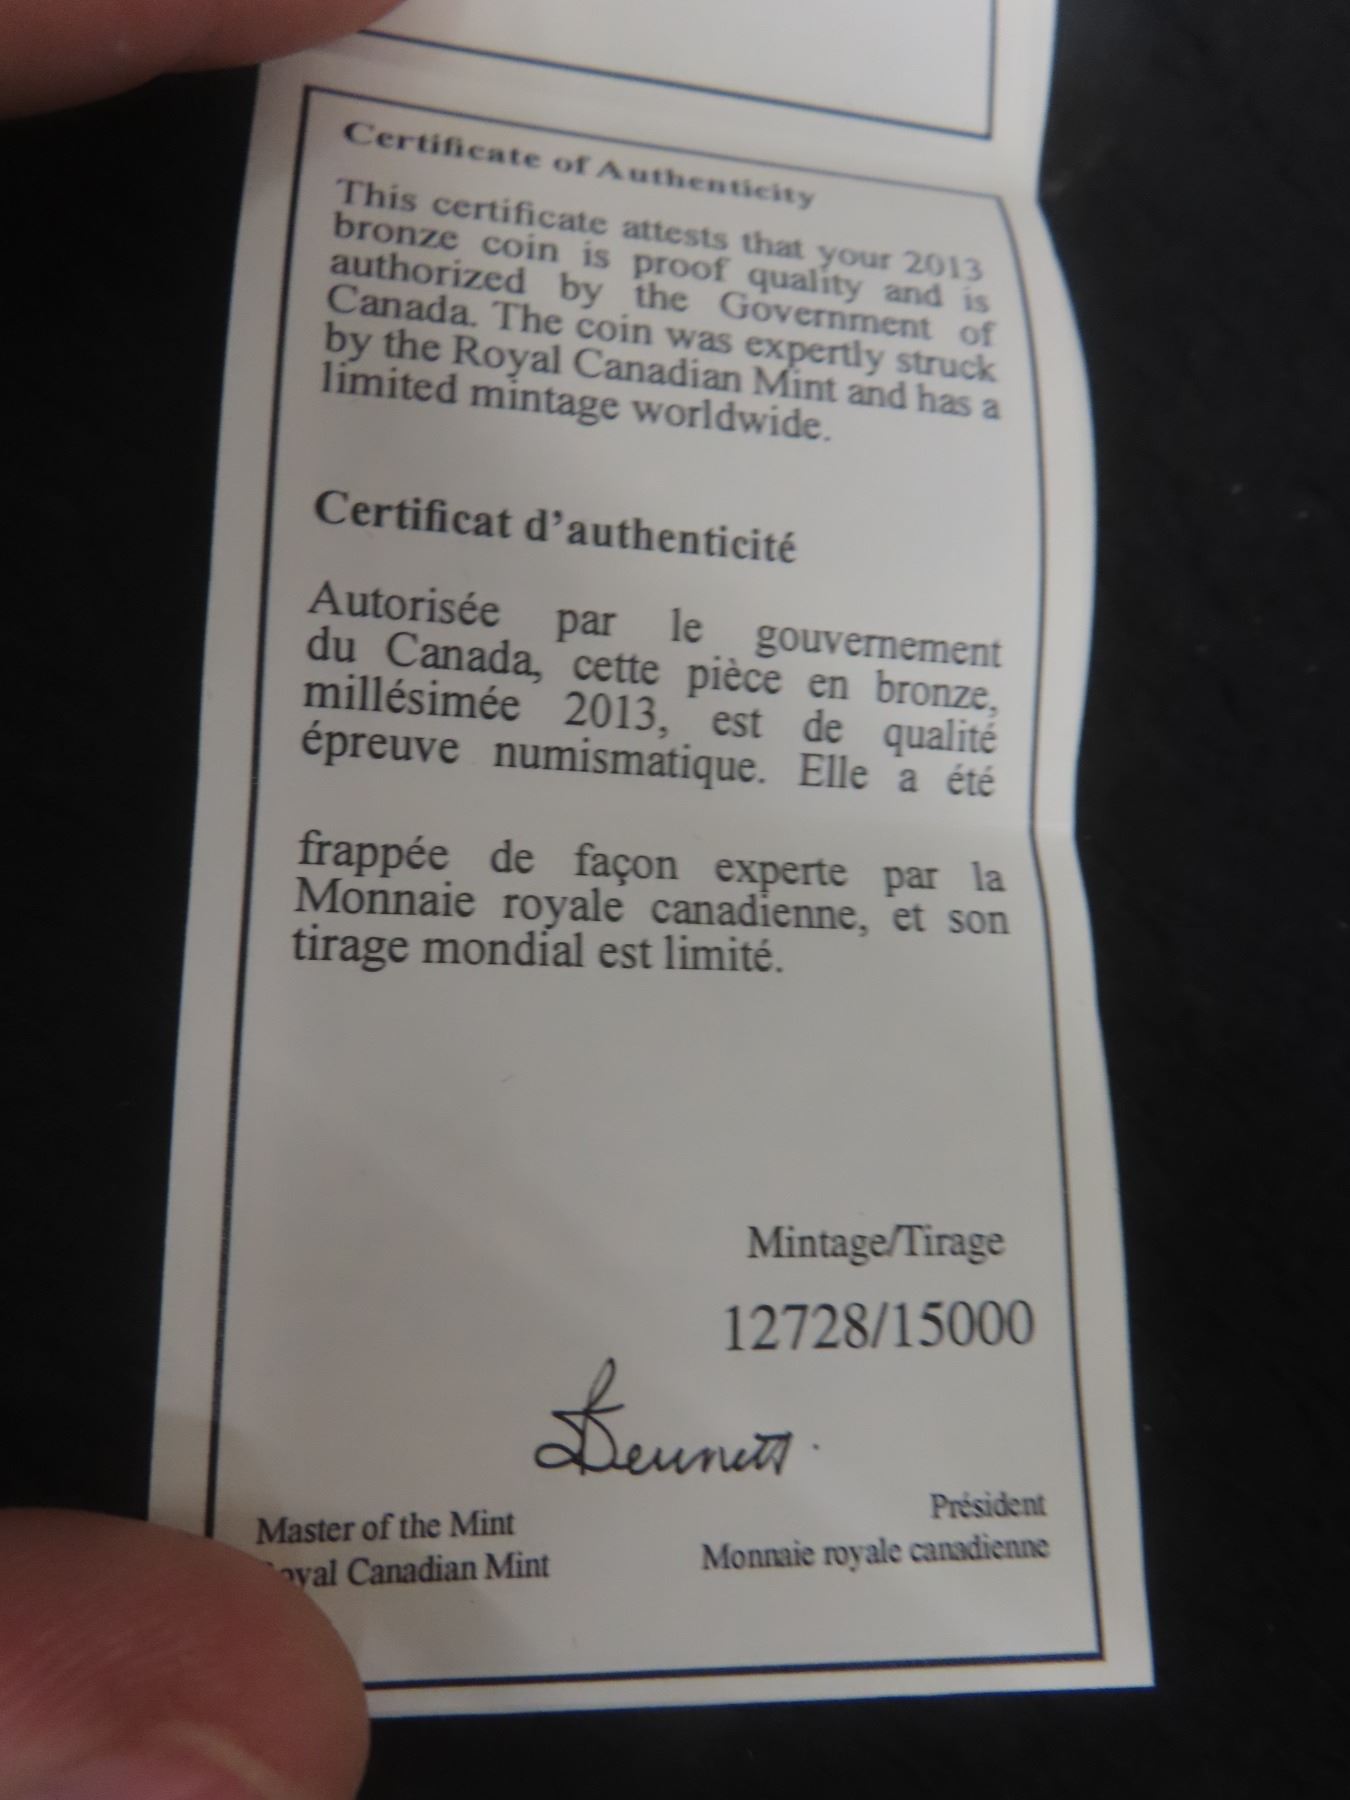 Certificate of Authenticity
This certificate attests that your 2013
bronze coin is proof quality and is
authorized by the Government of
Canada. The coin was expertly struck
by the Royal Canadian Mint and has a
limited mintage worldwide.
Certificat d'authenticité
Autorisée par le gouvernement
du Canada, cette pièce en bronze,
millésimée 2013, est de qualité
épreuve numismatique. Elle a été
frappée de façon experte par la
Monnaie royale canadienne, et son
tirage mondial est limité.
Mintage/Tirage
12728/15000
Bennett
Master of the Mint
oyal Canadian Mint
Président
Monnaie royale canadienne